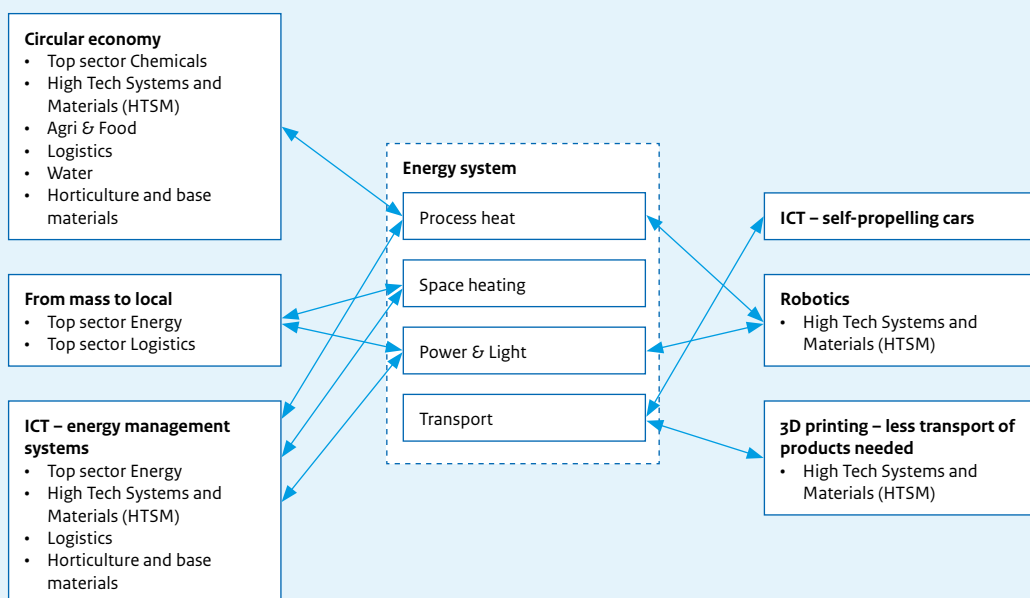 Circular economy
• Top sector Chemicals
• High Tech Systems and
Materials (HTSM)
• Agri & Food
• Logistics
• Water
• Horticulture and base
materials
From mass to local
• Top sector Energy
• Top sector Logistics
ICT – energy management
systems
• Top sector Energy
• High Tech Systems and
Materials (HTSM)
• Logistics
• Horticulture and base
materials
Energy system
Process heat
Space heating
Power & Light
Transport
ICT – self-propelling cars
Robotics
• High Tech Systems and
Materials (HTSM)
3D printing – less transport of
products needed
• High Tech Systems and
Materials (HTSM)